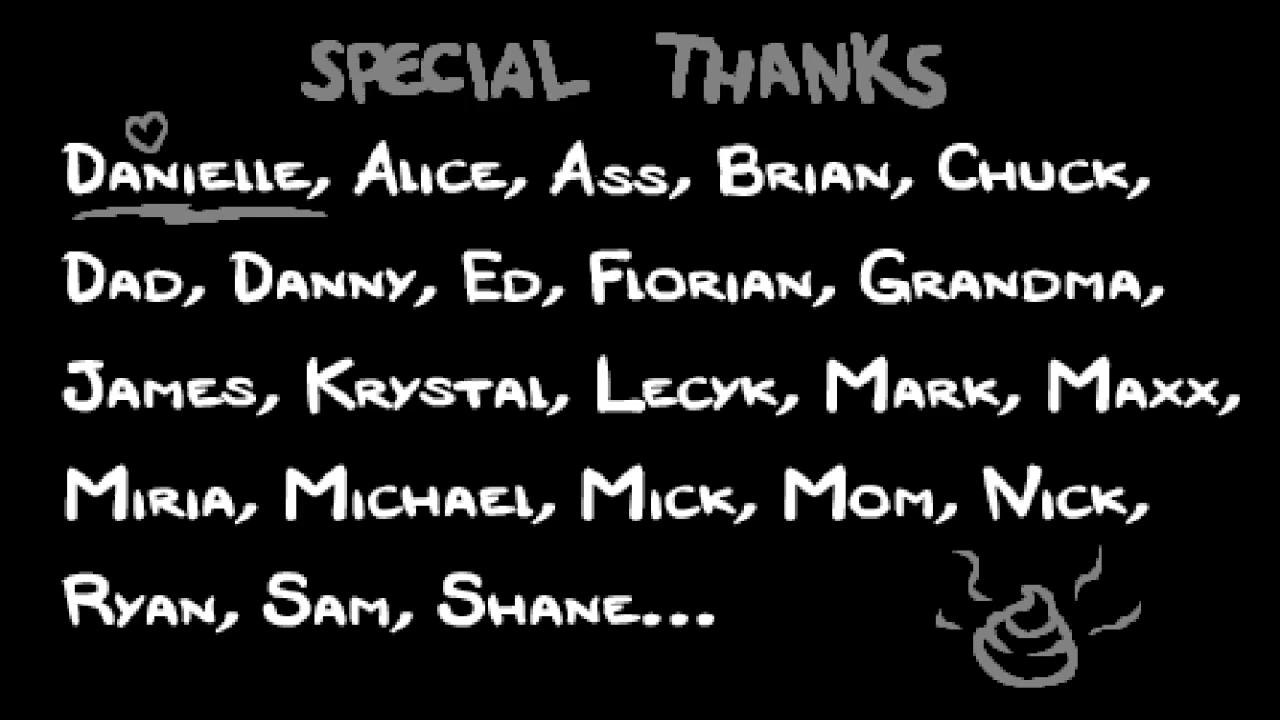 SPECIAL THANKS
DANIELLE, ALICE, ASS, BRIAN, CHUCK,
DAD, DANNY, ED, FLORIAN, GRANDMA,
JAMES, KRYSTAL, LECYK, MARK, MAXX,
MIRIA, MICHAEL, MICK, MOM, NICK,
RYAN, SAM, SHANE...